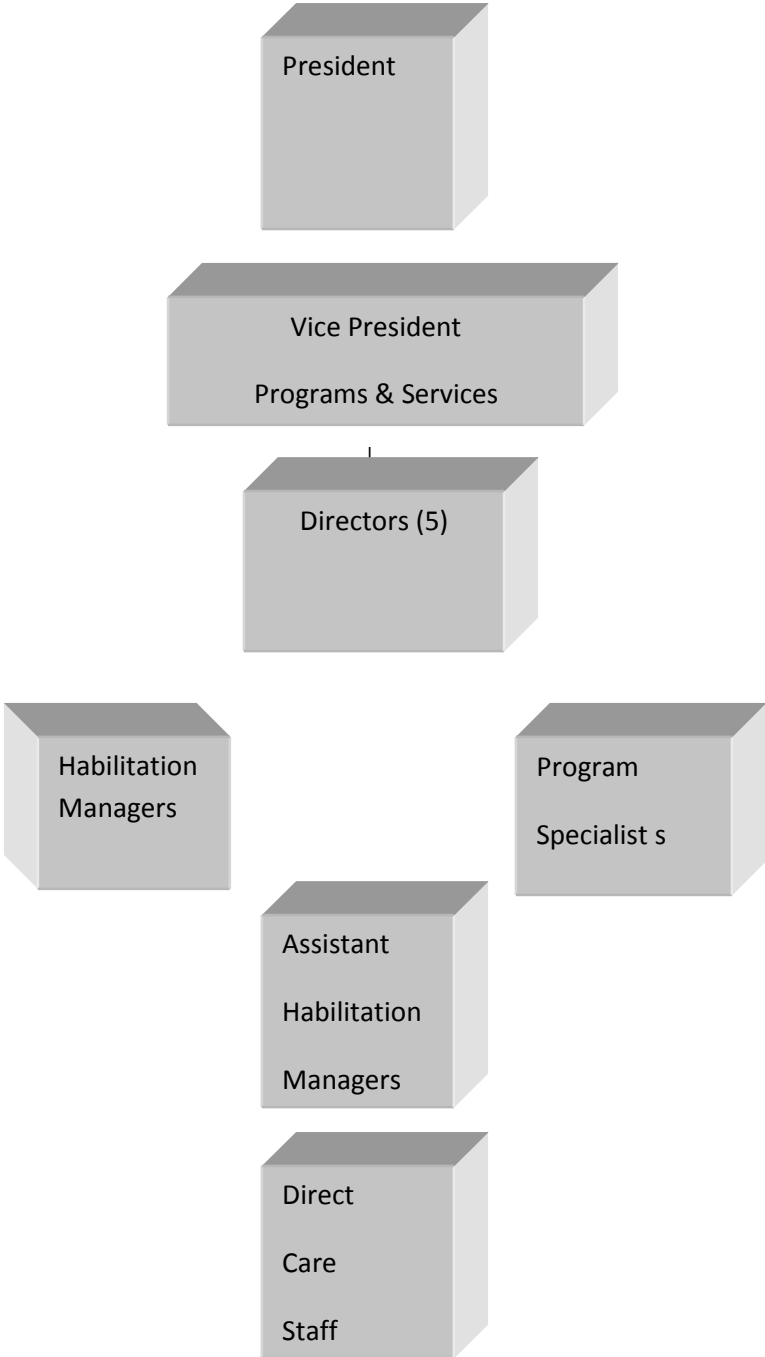 President
Vice President
Programs & Services
Directors (5)
Habilitation
Managers
Program
Specialist s
Assistant
Habilitation
Managers
Direct
Care
Staff